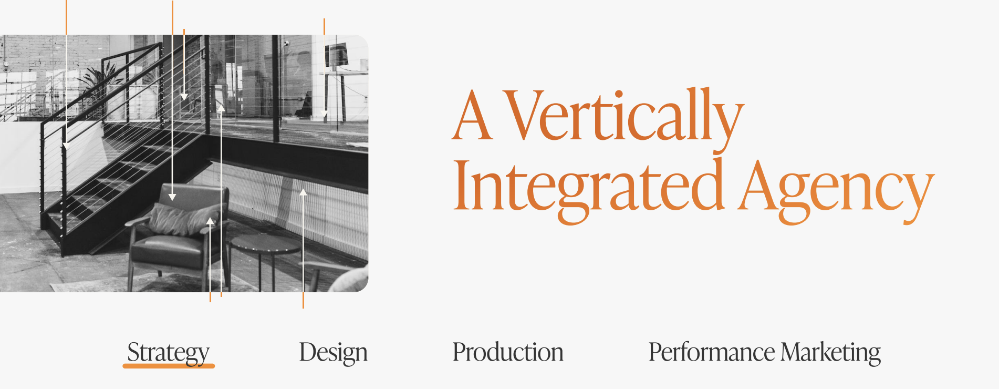 A Vertically
Integrated Agency
Strategy
Design
Production
Performance Marketing